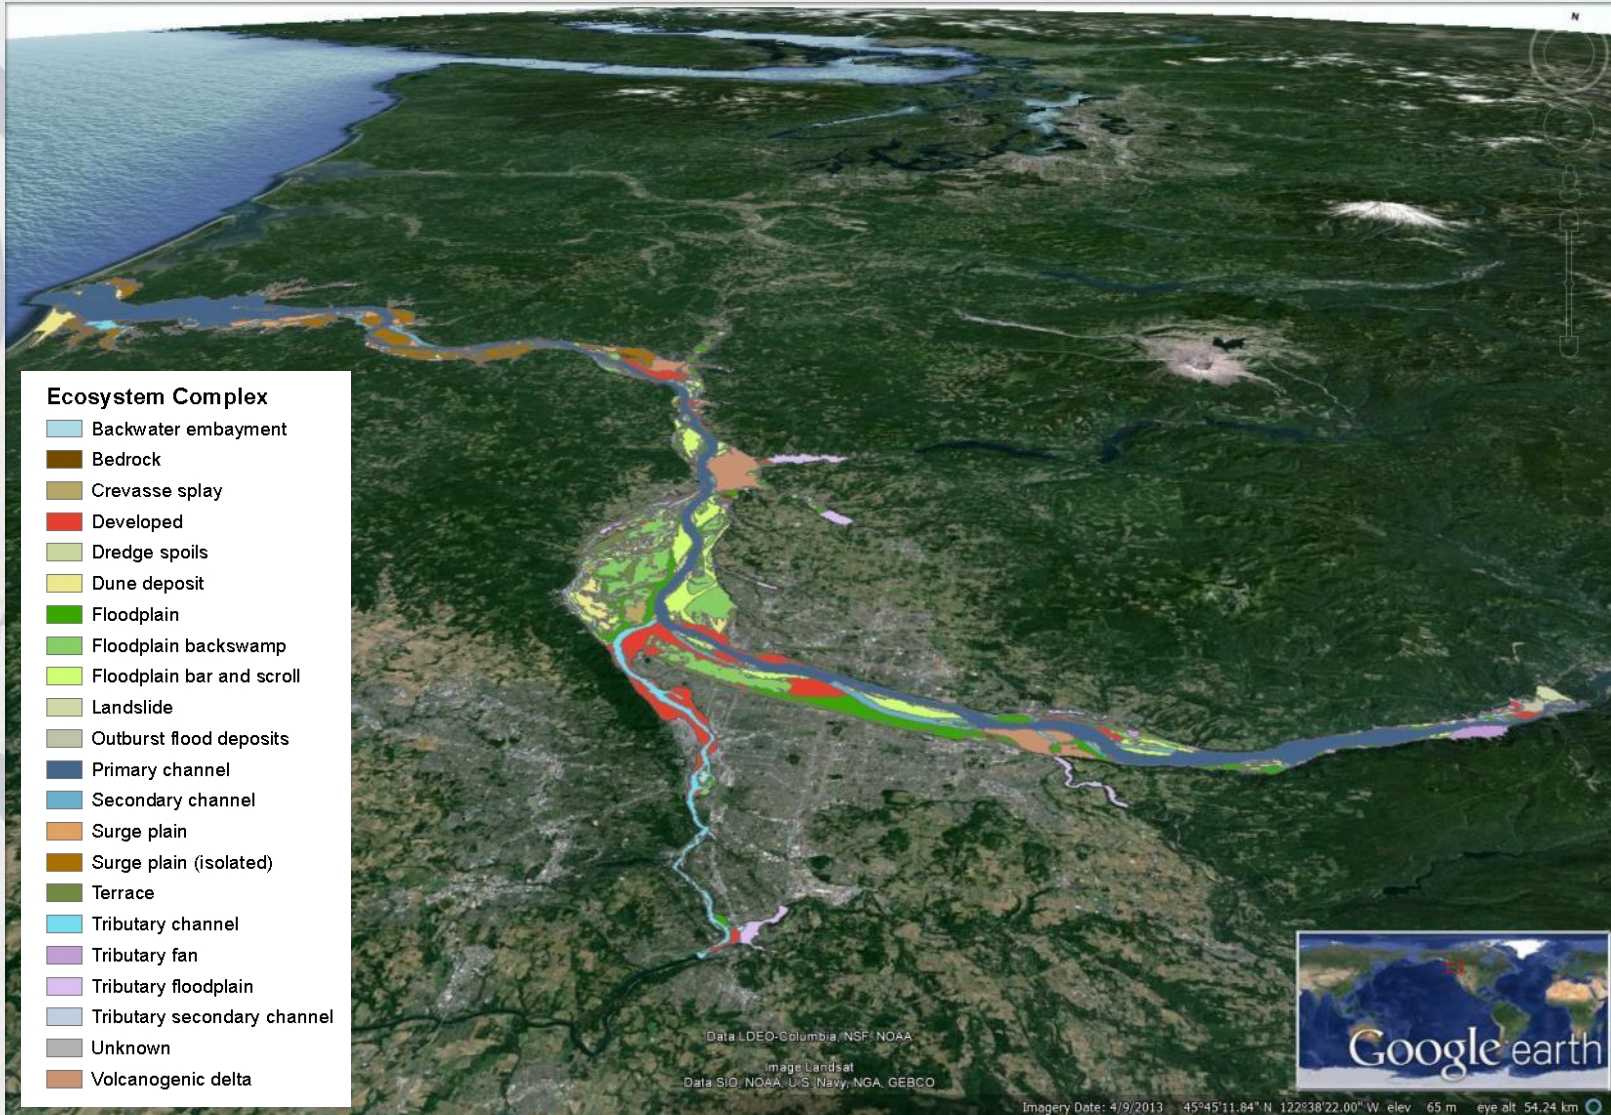 N
Ecosystem Complex
Backwater embayment
Bedrock
Crevasse splay
Developed
Dredge spoils
Dune deposit
Floodplain
Floodplain backswamp
Floodplain bar and scroll
Landslide
Outburst flood deposits
Primary channel
Secondary channel
Surge plain
Surge plain (isolated)
Terrace
Tributary channel
Tributary fan
Tributary floodplain
Tributary secondary channel
Unknown
Volcanogenic delta
Data LDEO-Columbia, NSF, NOAA
Image Landsat
Data SIO, NOAA, U.S. Navy, NGA, GEBCO
Google earth
Imagery Date: 4/9/2013 45°45'11.84" N 122°38'22.00" W elev 65 m eye alt 54.24 km